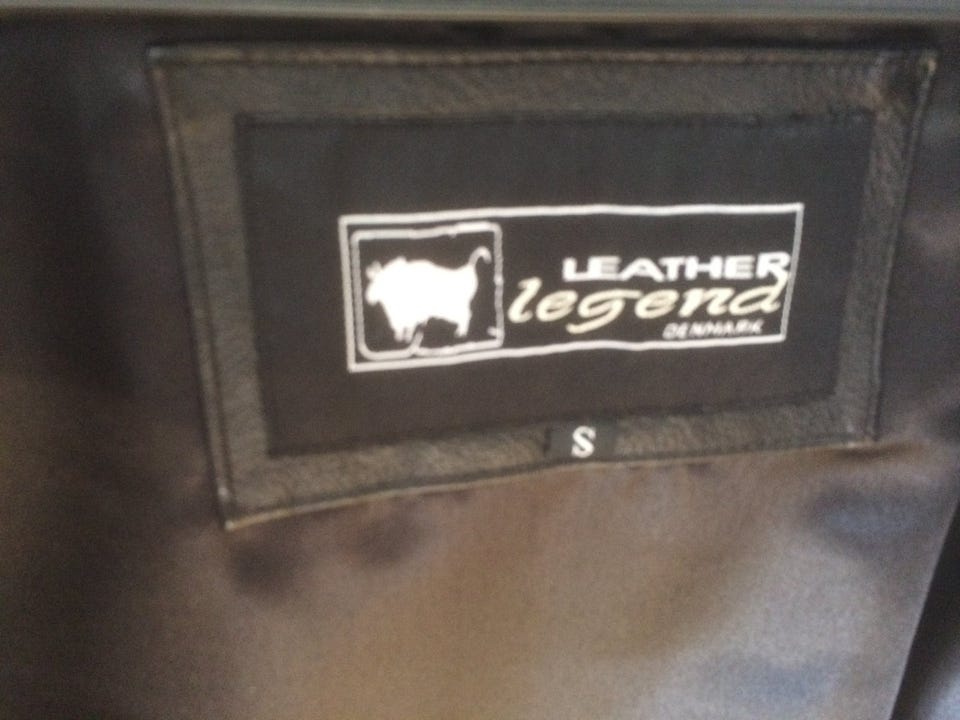 LEATHER
legend
DENMARK
S